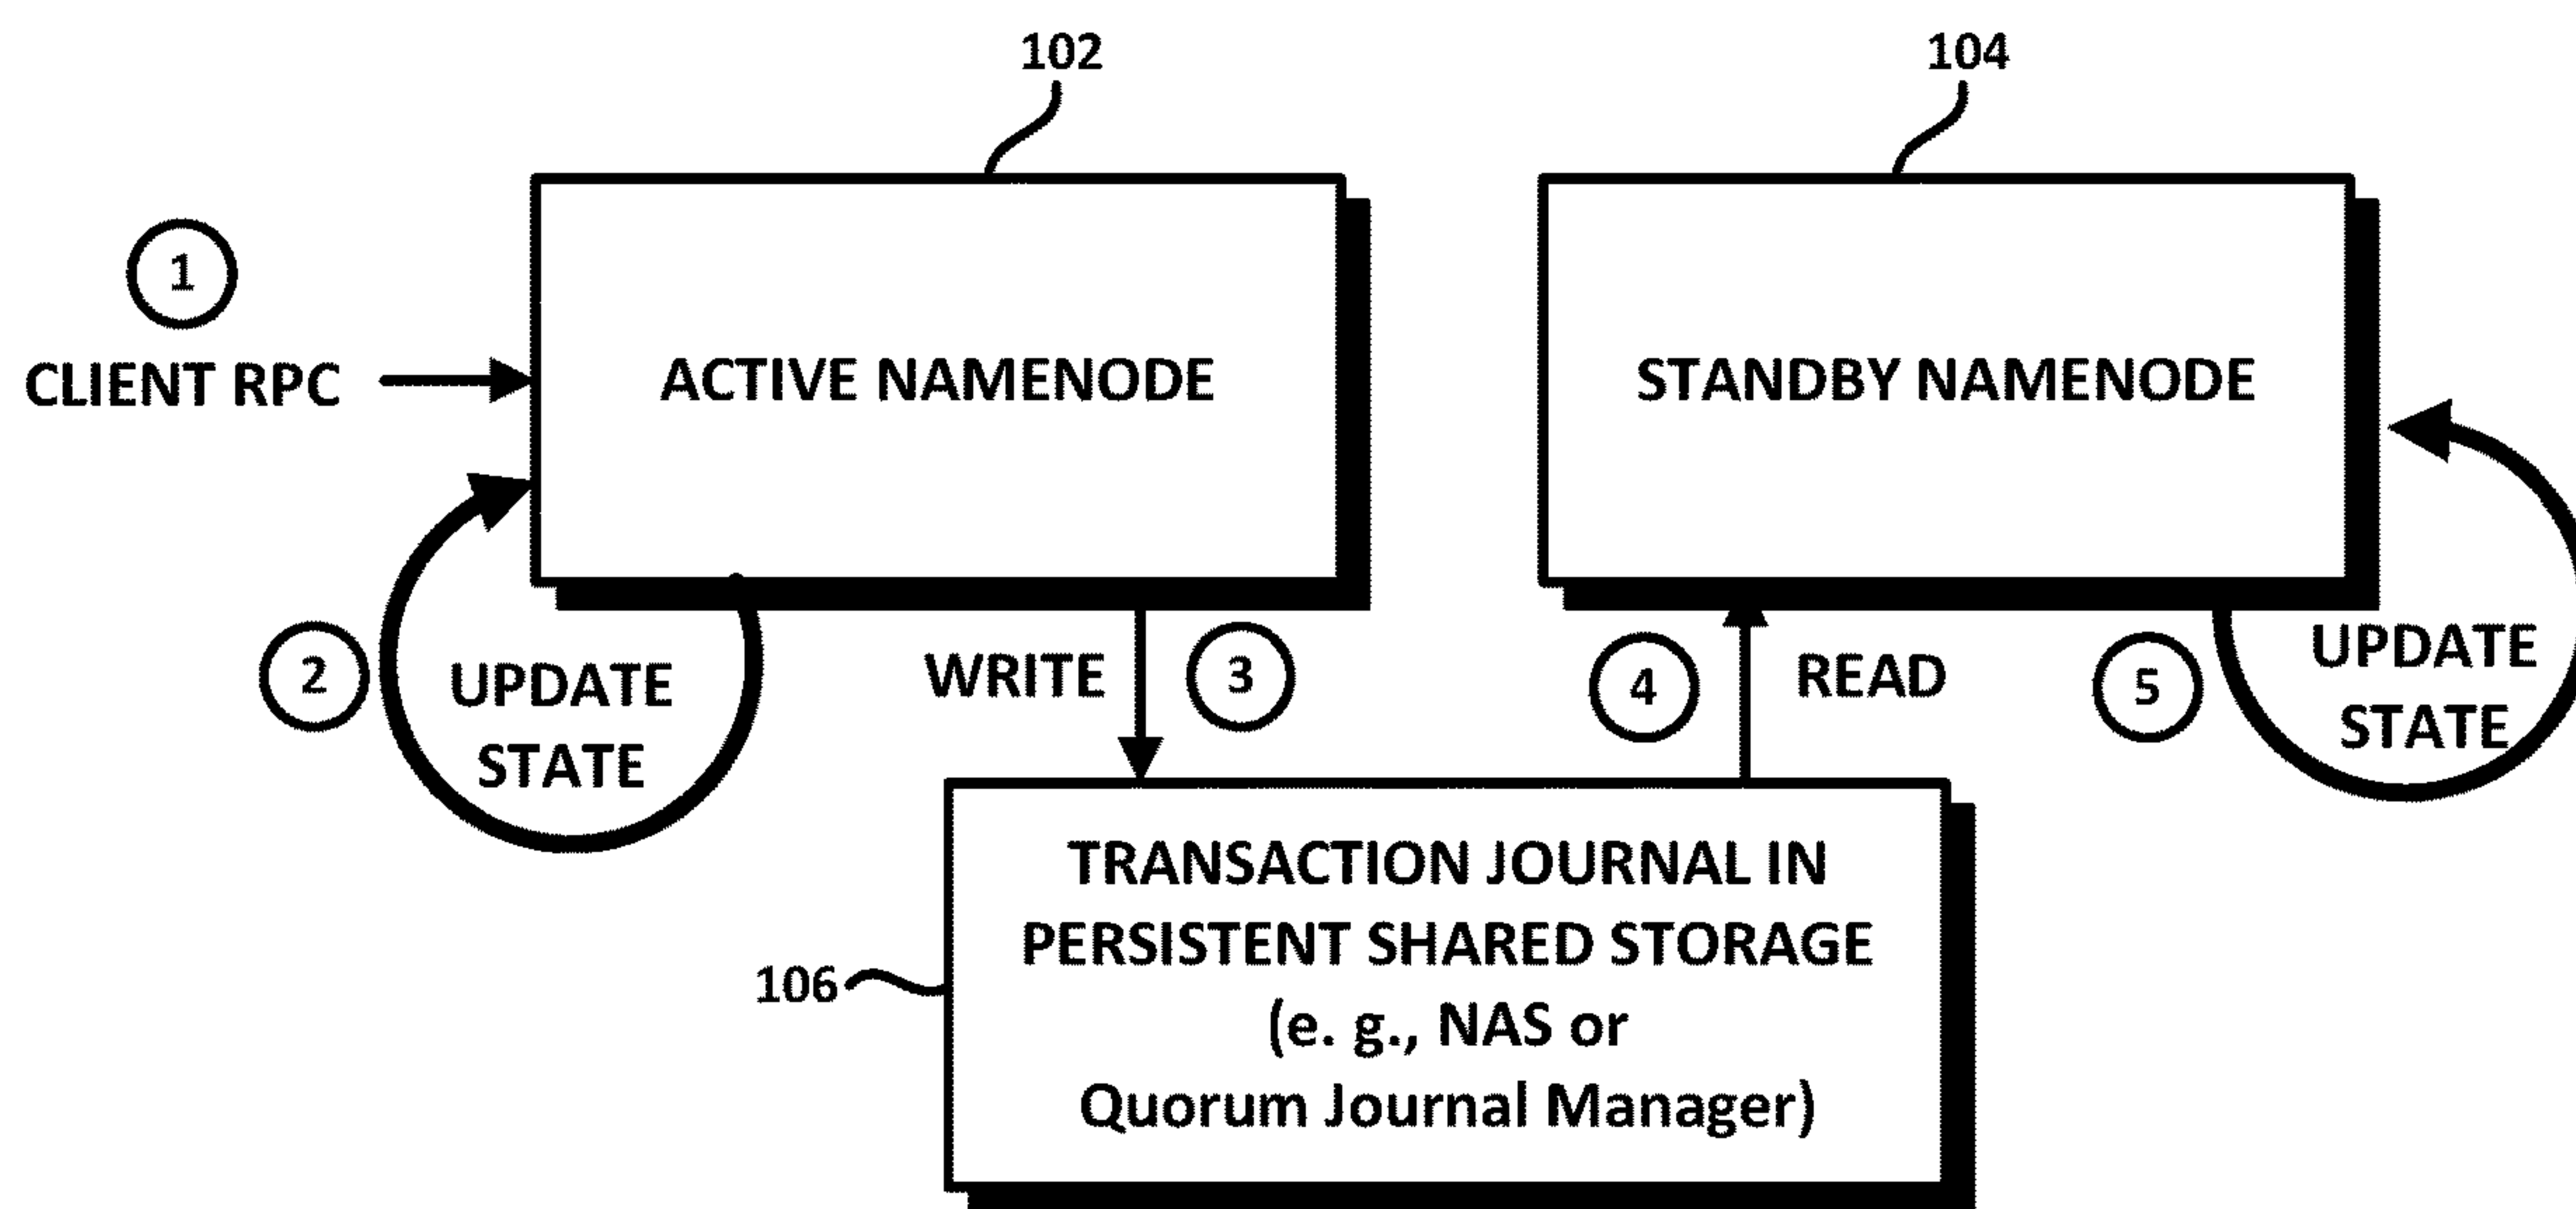 102
104
1
CLIENT RPC
ACTIVE NAMENODE
STANDBY NAMENODE
2
UPDATE
STATE
WRITE
3
4
READ
5
UPDATE
STATE
106
TRANSACTION JOURNAL IN
PERSISTENT SHARED STORAGE
(e. g., NAS or
Quorum Journal Manager)